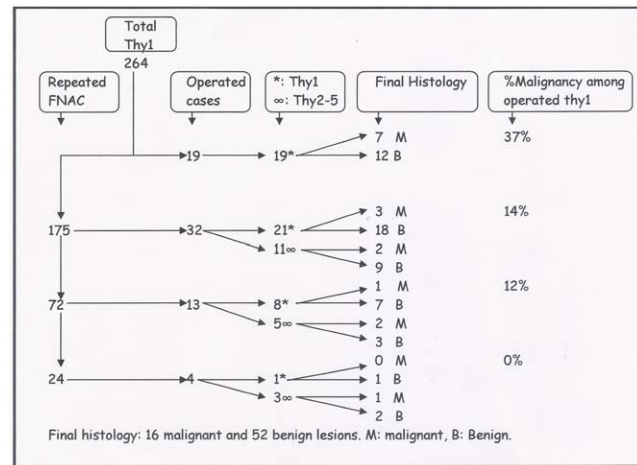 Total
Thy1
264
Repeated
FNAC
Operated
cases
*: Thy1
∞: Thy2-5
Final Histology
%Malignancy among
operated thy1
7 M 37%
19 19* 12 B
3 M 14%
175 32 21* 18 B
11∞ 2 M
9 B
1 M 12%
72 13 8* 7 B
5∞ 2 M
3 B
0 M 0%
24 4 1* 1 B
3∞ 1 M
2 B
Final histology: 16 malignant and 52 benign lesions. M: malignant, B: Benign.